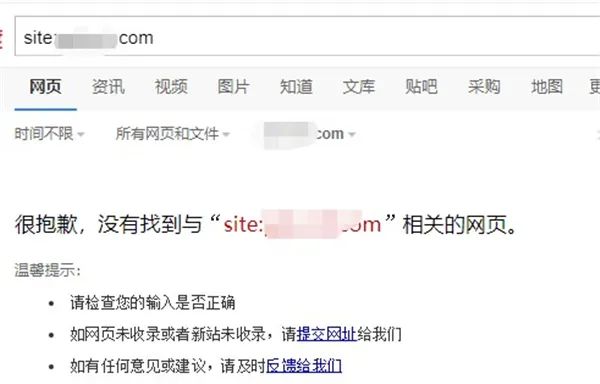 site: com
网页 资讯 视频 图片 知道 文库 贴吧 采购 地图
时间不限 所有网页和文件 com
很抱歉，没有找到与“site: com”相关的网页。
温馨提示：
请检查您的输入是否正确
如网页未收录或者新站未收录，请提交网址给我们
如有任何意见或建议，请及时反馈给我们